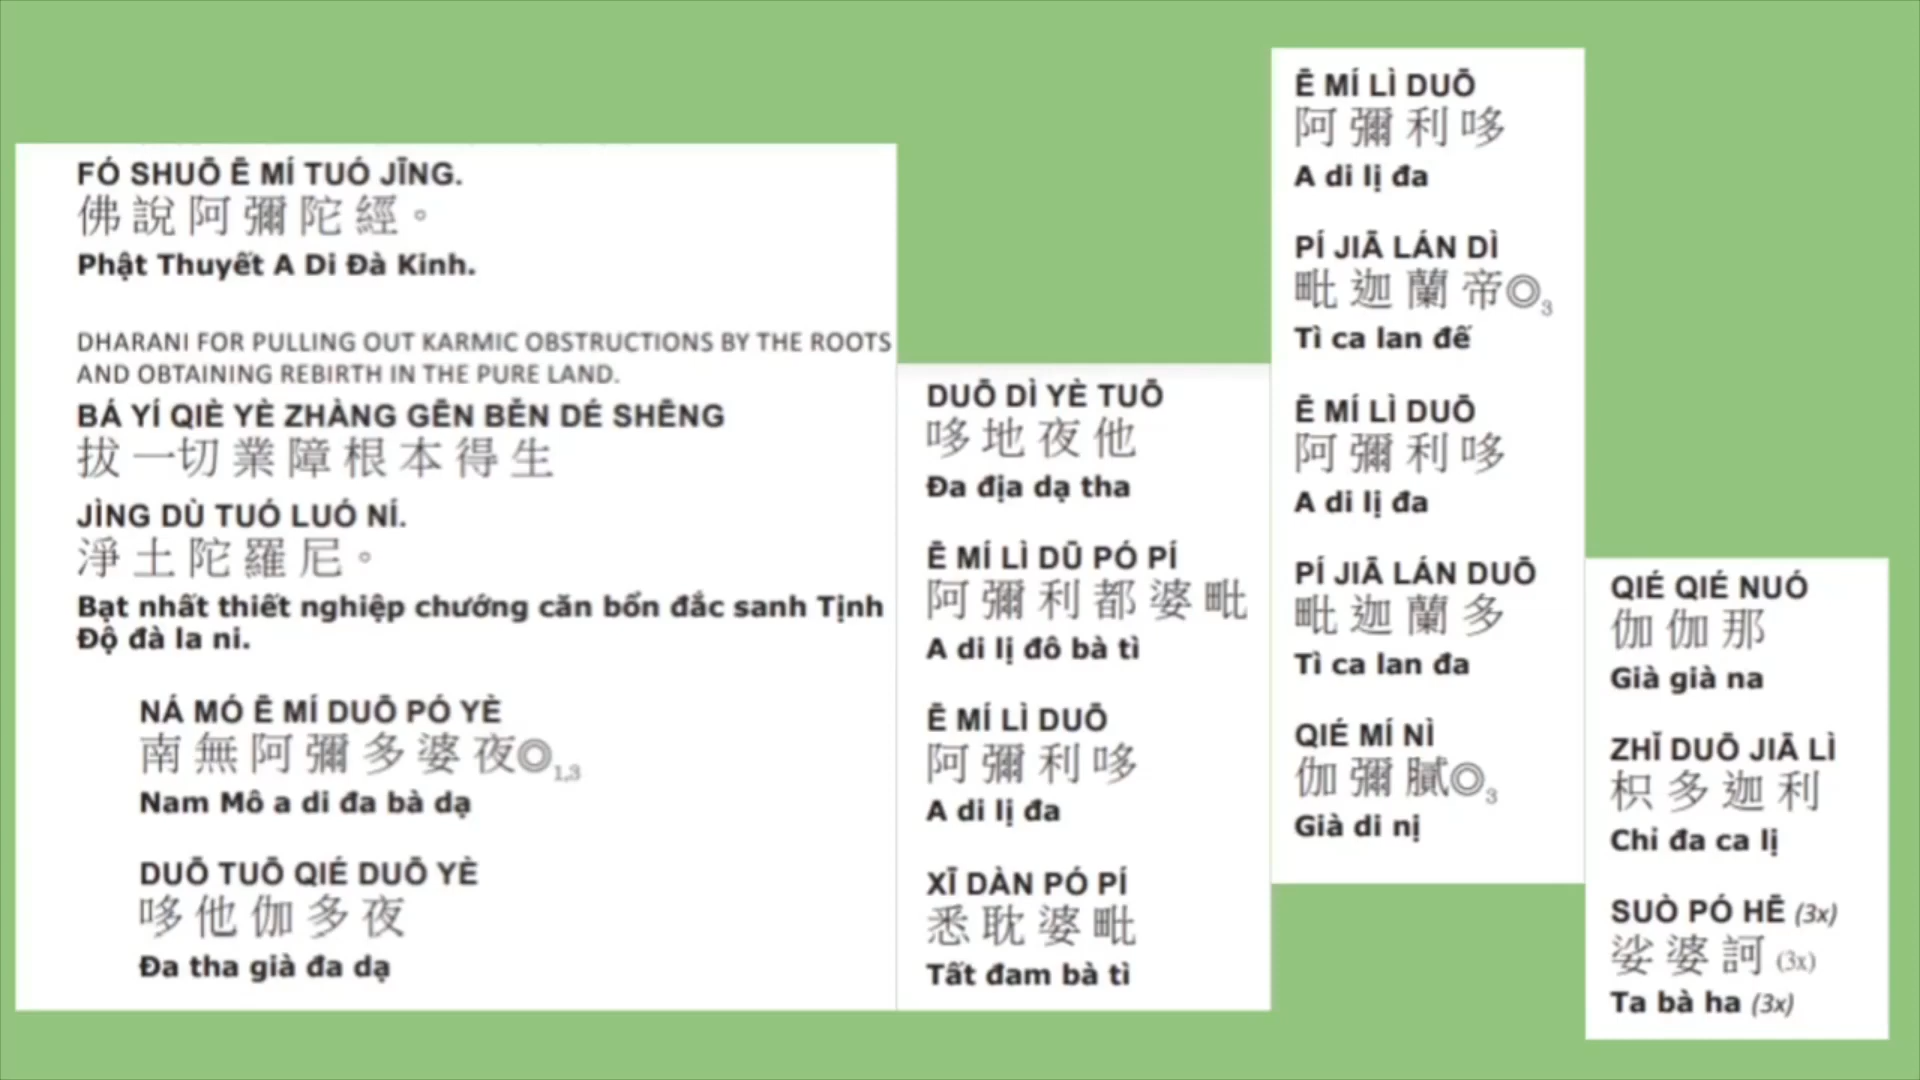 FÓ SHUŌ Ē MÍ TUÓ JĪNG.
佛說阿彌陀經。
Phật Thuyết A Di Đà Kinh.
DHARANI FOR PULLING OUT KARMIC OBSTRUCTIONS BY THE ROOTS
AND OBTAINING REBIRTH IN THE PURE LAND.
BÁ YÍ QIÈ YÈ ZHÀNG GĒN BĚN DÉ SHĒNG
拔一切業障根本得生
JÌNG DÙ TUÓ LUÓ NÍ.
淨土陀羅尼。
Bạt nhất thiết nghiệp chướng căn bổn đắc sanh Tịnh
Độ đà la ni.
NÁ MÓ Ē MÍ DUŌ PÓ YÈ
南無阿彌多婆夜◎1,3
Nam Mô a di đa bà dạ
DUŌ TUŌ QIÉ DUŌ YÈ
哆他伽多夜
Đa tha già đa dạ
DUŌ DÌ YÈ TUŌ
哆地夜他
Đa địa dạ tha
Ē MÍ LÌ DŪ PÓ PÍ
阿彌利都婆毗
A di lị đô bà tì
Ē MÍ LÌ DUŌ
阿彌利哆
A di lị đa
XĪ DÀN PÓ PÍ
悉耽婆毗
Tất đam bà tì
Ē MÍ LÌ DUŌ
阿彌利哆
A di lị đa
PÍ JIĀ LÁN DÌ
毗迦蘭帝◎3
Tì ca lan đế
Ē MÍ LÌ DUŌ
阿彌利哆
A di lị đa
PÍ JIĀ LÁN DUŌ
毗迦蘭多
Tì ca lan đa
QIÉ MÍ NÌ
伽彌膩◎3
Già di nị
QIÉ QIÉ NUÓ
伽伽那
Già già na
ZHǏ DUŌ JIĀ LÌ
枳多迦利
Chỉ đa ca lị
SUÒ PÓ HĒ (3x)
娑婆訶 (3x)
Ta bà ha (3x)